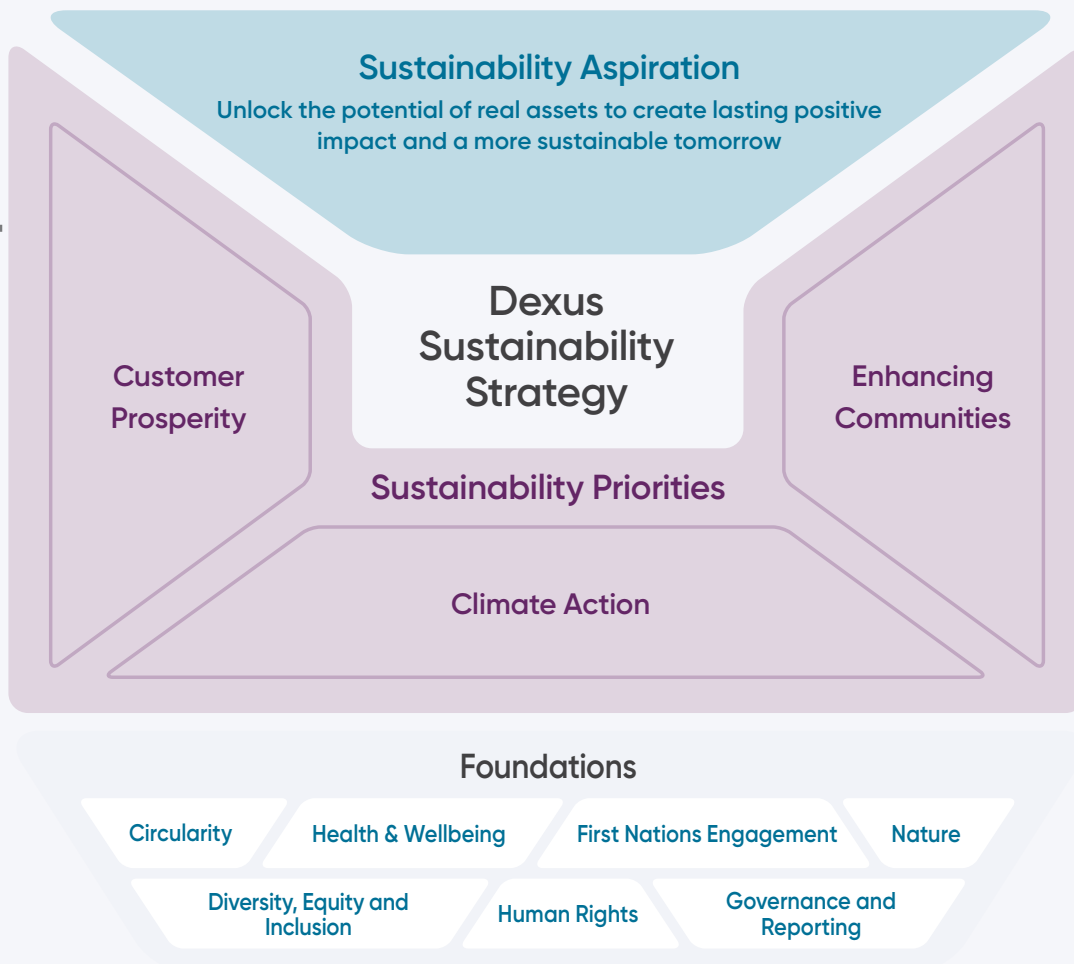 Sustainability Aspiration
Unlock the potential of real assets to create lasting positive
impact and a more sustainable tomorrow
Dexus
Sustainability
Strategy
Customer
Prosperity
Enhancing
Communities
Sustainability Priorities
Climate Action
Foundations
Circularity
Health & Wellbeing
First Nations Engagement
Nature
Diversity, Equity and
Inclusion
Human Rights
Governance and
Reporting